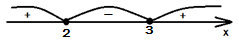 + − +
2 3 x